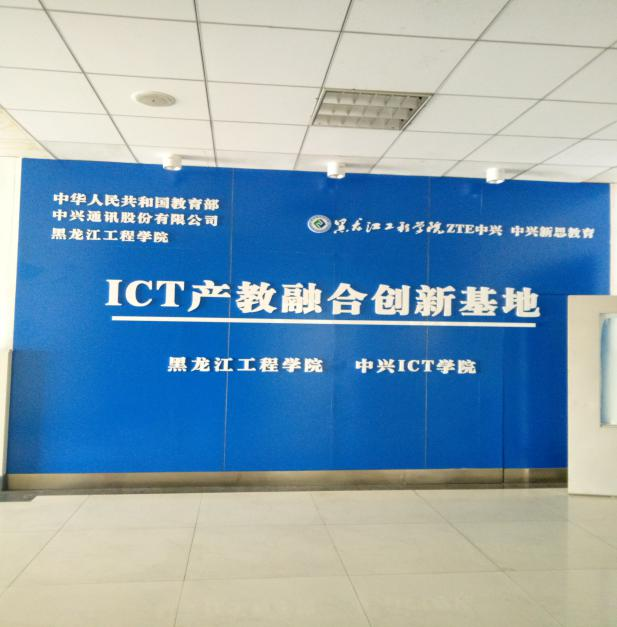 中华人民共和国教育部
中兴通讯股份有限公司
黑龙江工程学院
黑龙江工程学院ZTE中兴 中兴新思教育
ICT产教融合创新基地
黑龙江工程学院 中兴ICT学院